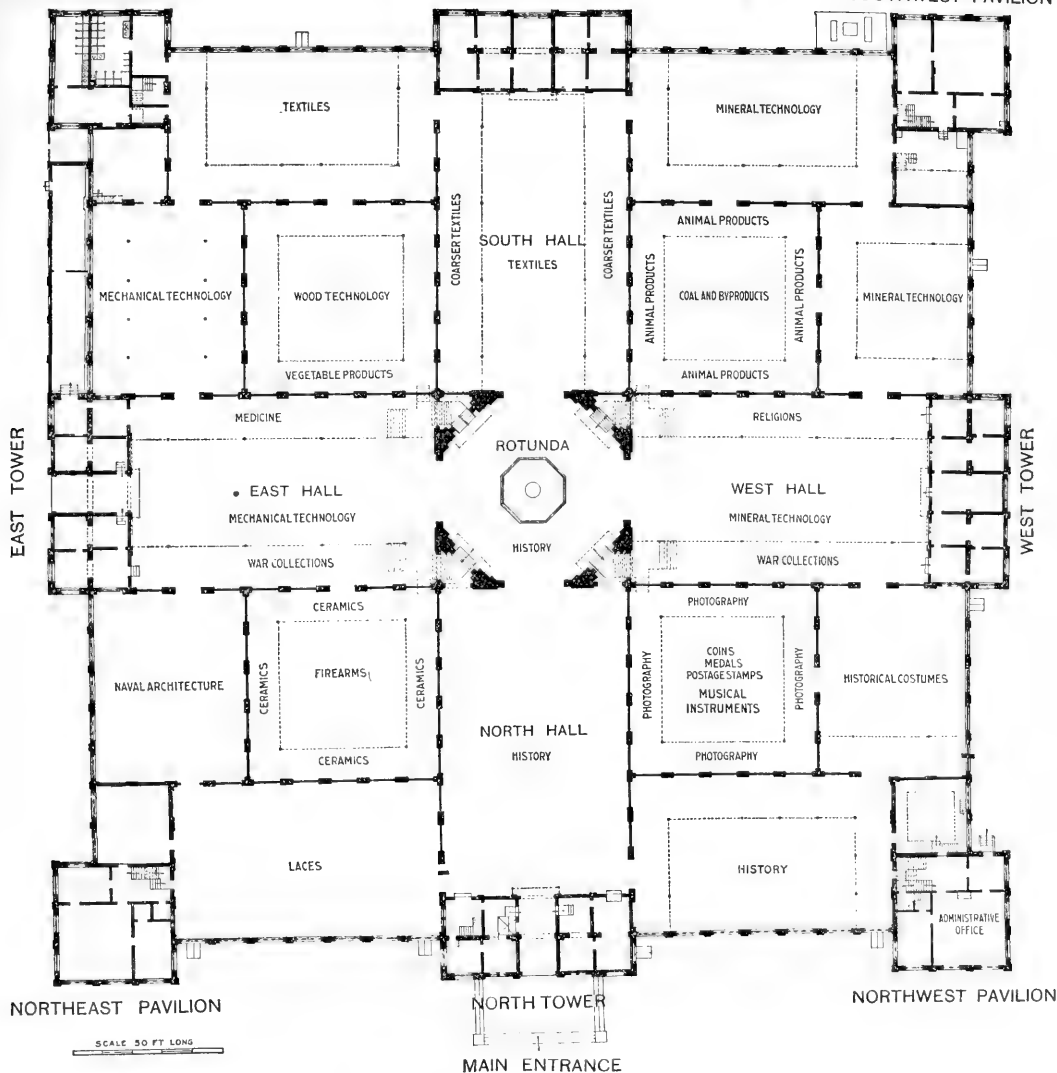 TEXTILES
MINERAL TECHNOLOGY
COARSER TEXTILES
SOUTH HALL
TEXTILES
COARSER TEXTILES
ANIMAL PRODUCTS
ANIMAL PRODUCTS
COAL AND BYPRODUCTS
ANIMAL PRODUCTS
ANIMAL PRODUCTS
MECHANICAL TECHNOLOGY
WOOD TECHNOLOGY
VEGETABLE PRODUCTS
MINERAL TECHNOLOGY
MEDICINE
RELIGIONS
EAST TOWER
ROTUNDA
EAST HALL
MECHANICAL TECHNOLOGY
WAR COLLECTIONS
HISTORY
WEST HALL
MINERAL TECHNOLOGY
WAR COLLECTIONS
WEST TOWER
NAVAL ARCHITECTURE
CERAMICS
CERAMICS
FIREARMS
CERAMICS
CERAMICS
NORTH HALL
HISTORY
PHOTOGRAPHY
PHOTOGRAPHY
COINS
MEDALS
POSTAGE STAMPS
MUSICAL
INSTRUMENTS
PHOTOGRAPHY
PHOTOGRAPHY
HISTORICAL COSTUMES
LACES
HISTORY
ADMINISTRATIVE
OFFICE
NORTHEAST PAVILION
NORTH TOWER
NORTHWEST PAVILION
SCALE 50 FT LONG
MAIN ENTRANCE